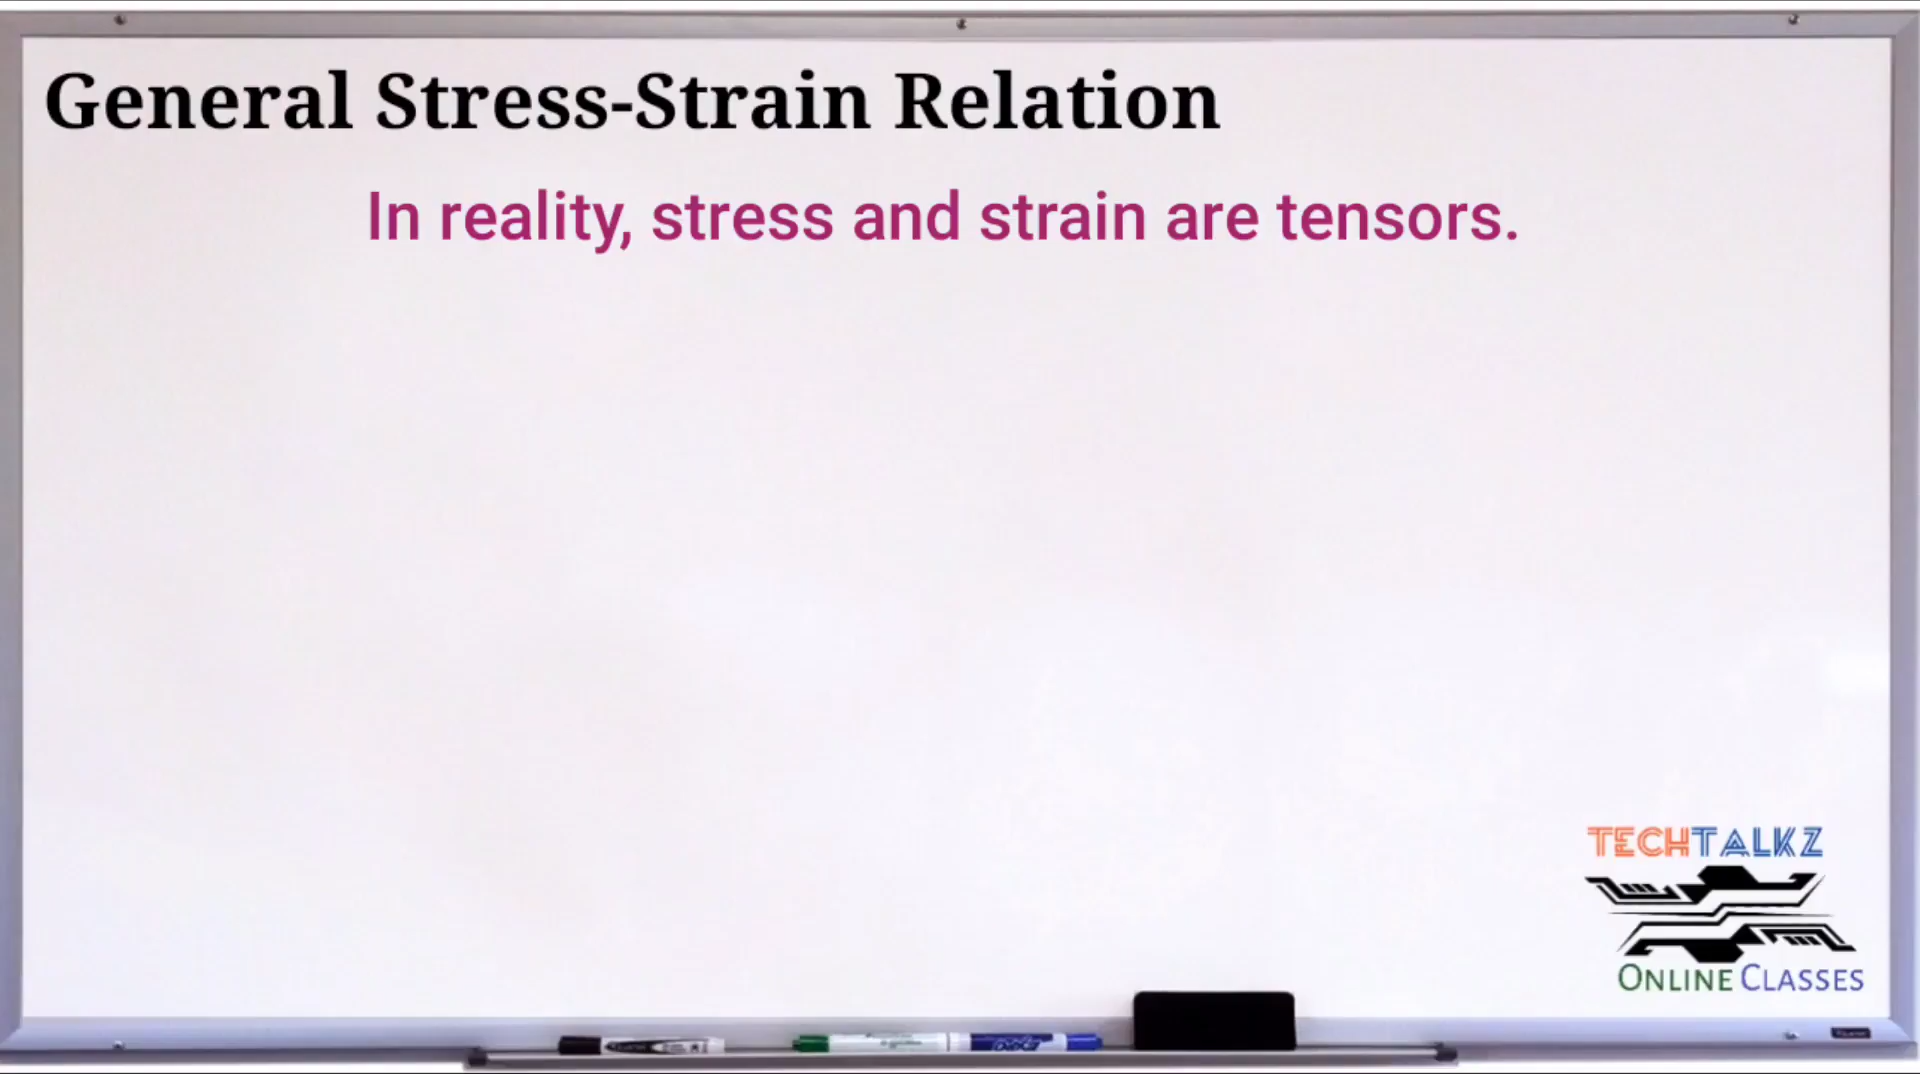 General Stress-Strain Relation
In reality, stress and strain are tensors.
TECHTALKZ
ONLINE CLASSES